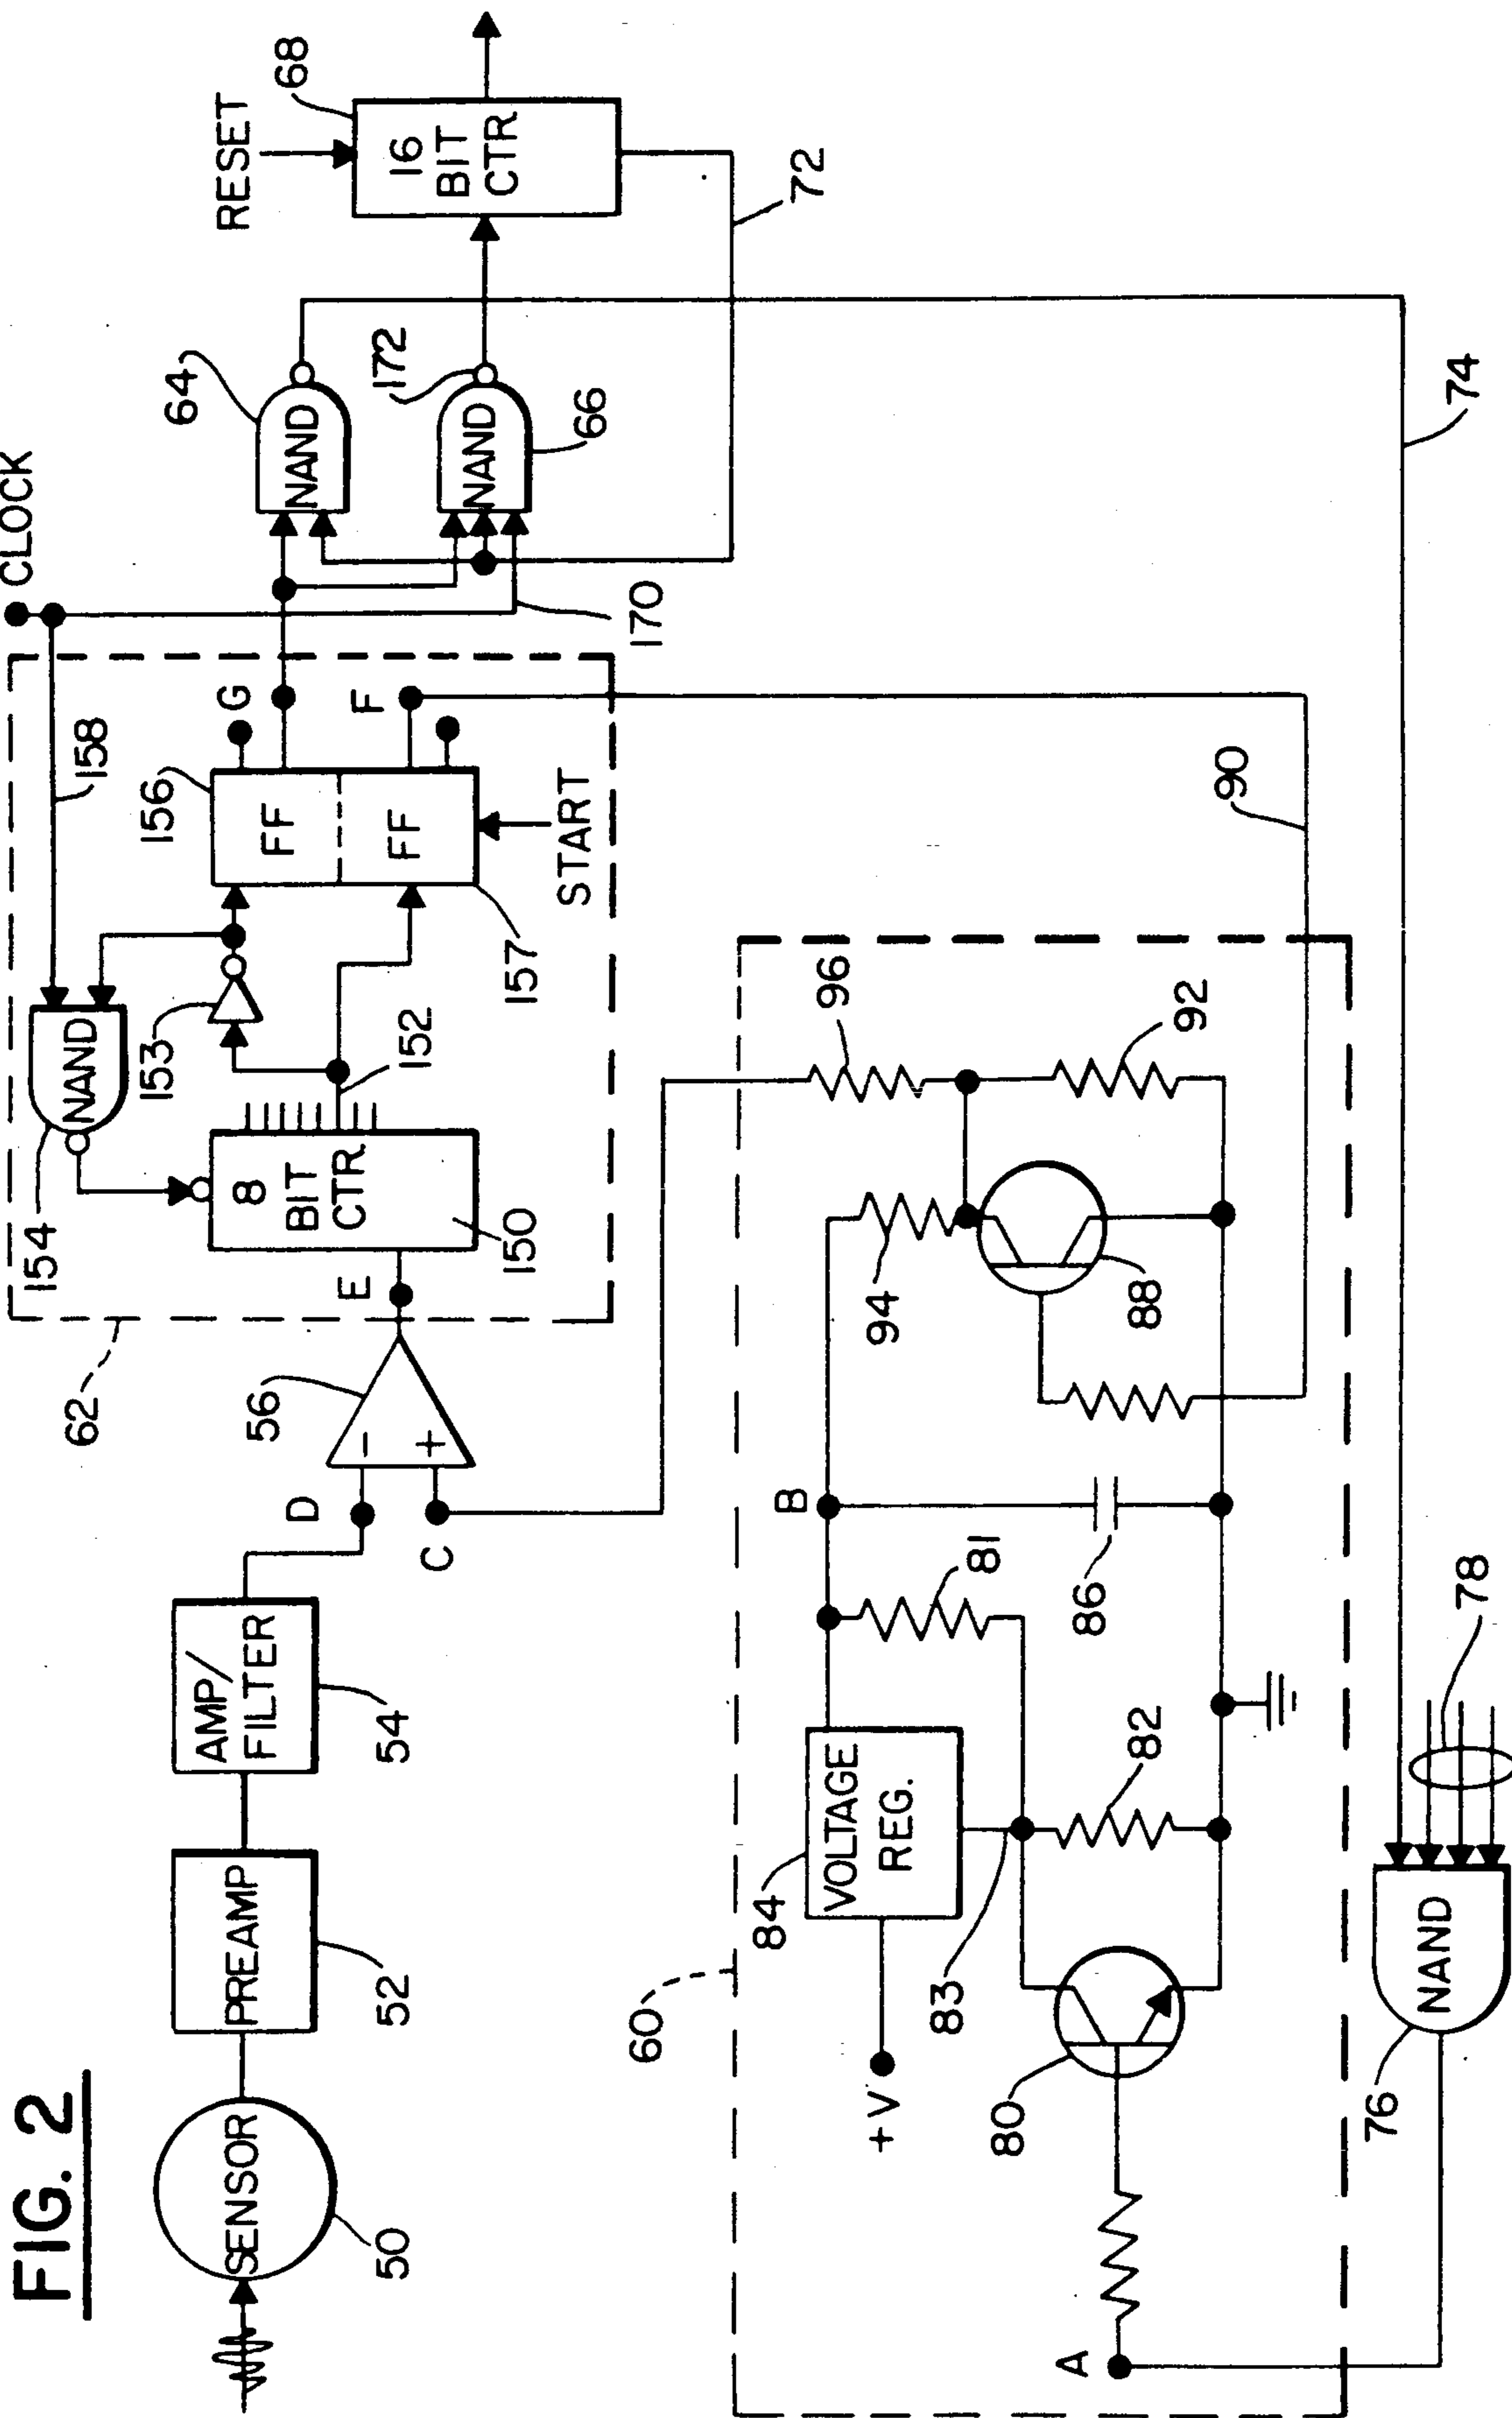 FIG. 2
SENSOR
50
PREAMP
52
AMP/
FILTER
54
D
C
−
+
56
E
62
8
BIT
CTR
150
152
153
154
NAND
158
CLOCK
156
FF
FF
157
START
G
F
170
64
NAND
NAND
66
172
RESET
68
16
BIT
CTR
72
74
60
A
80
+V
83
84
VOLTAGE
REG.
82
81
B
86
94
88
96
92
90
76
NAND
78